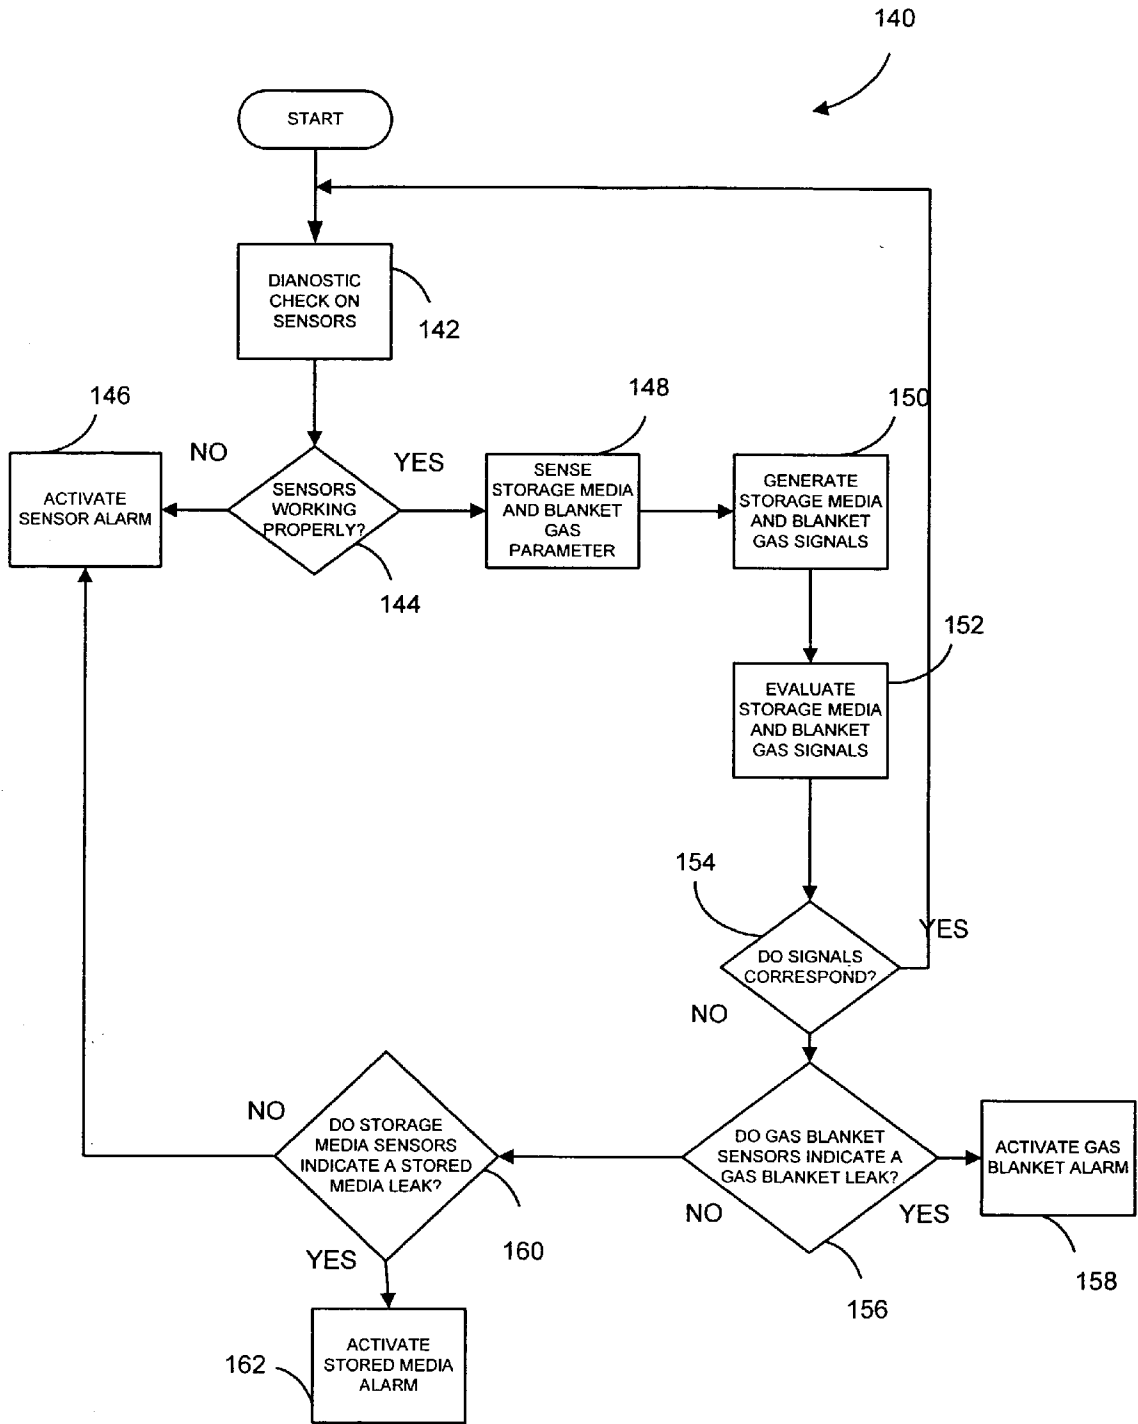 140
START
DIANOSTIC
CHECK ON
SENSORS
142
146
148
150
NO
YES
ACTIVATE
SENSOR ALARM
SENSORS
WORKING
PROPERLY?
SENSE
STORAGE MEDIA
AND BLANKET
GAS
PARAMETER
GENERATE
STORAGE MEDIA
AND BLANKET
GAS SIGNALS
144
152
EVALUATE
STORAGE MEDIA
AND BLANKET
GAS SIGNALS
154
YES
DO SIGNALS
CORRESPOND?
NO
NO
DO STORAGE
MEDIA SENSORS
INDICATE A STORED
MEDIA LEAK?
DO GAS BLANKET
SENSORS INDICATE A
GAS BLANKET LEAK?
ACTIVATE GAS
BLANKET ALARM
NO
YES
YES
160
158
156
ACTIVATE
STORED MEDIA
ALARM
162